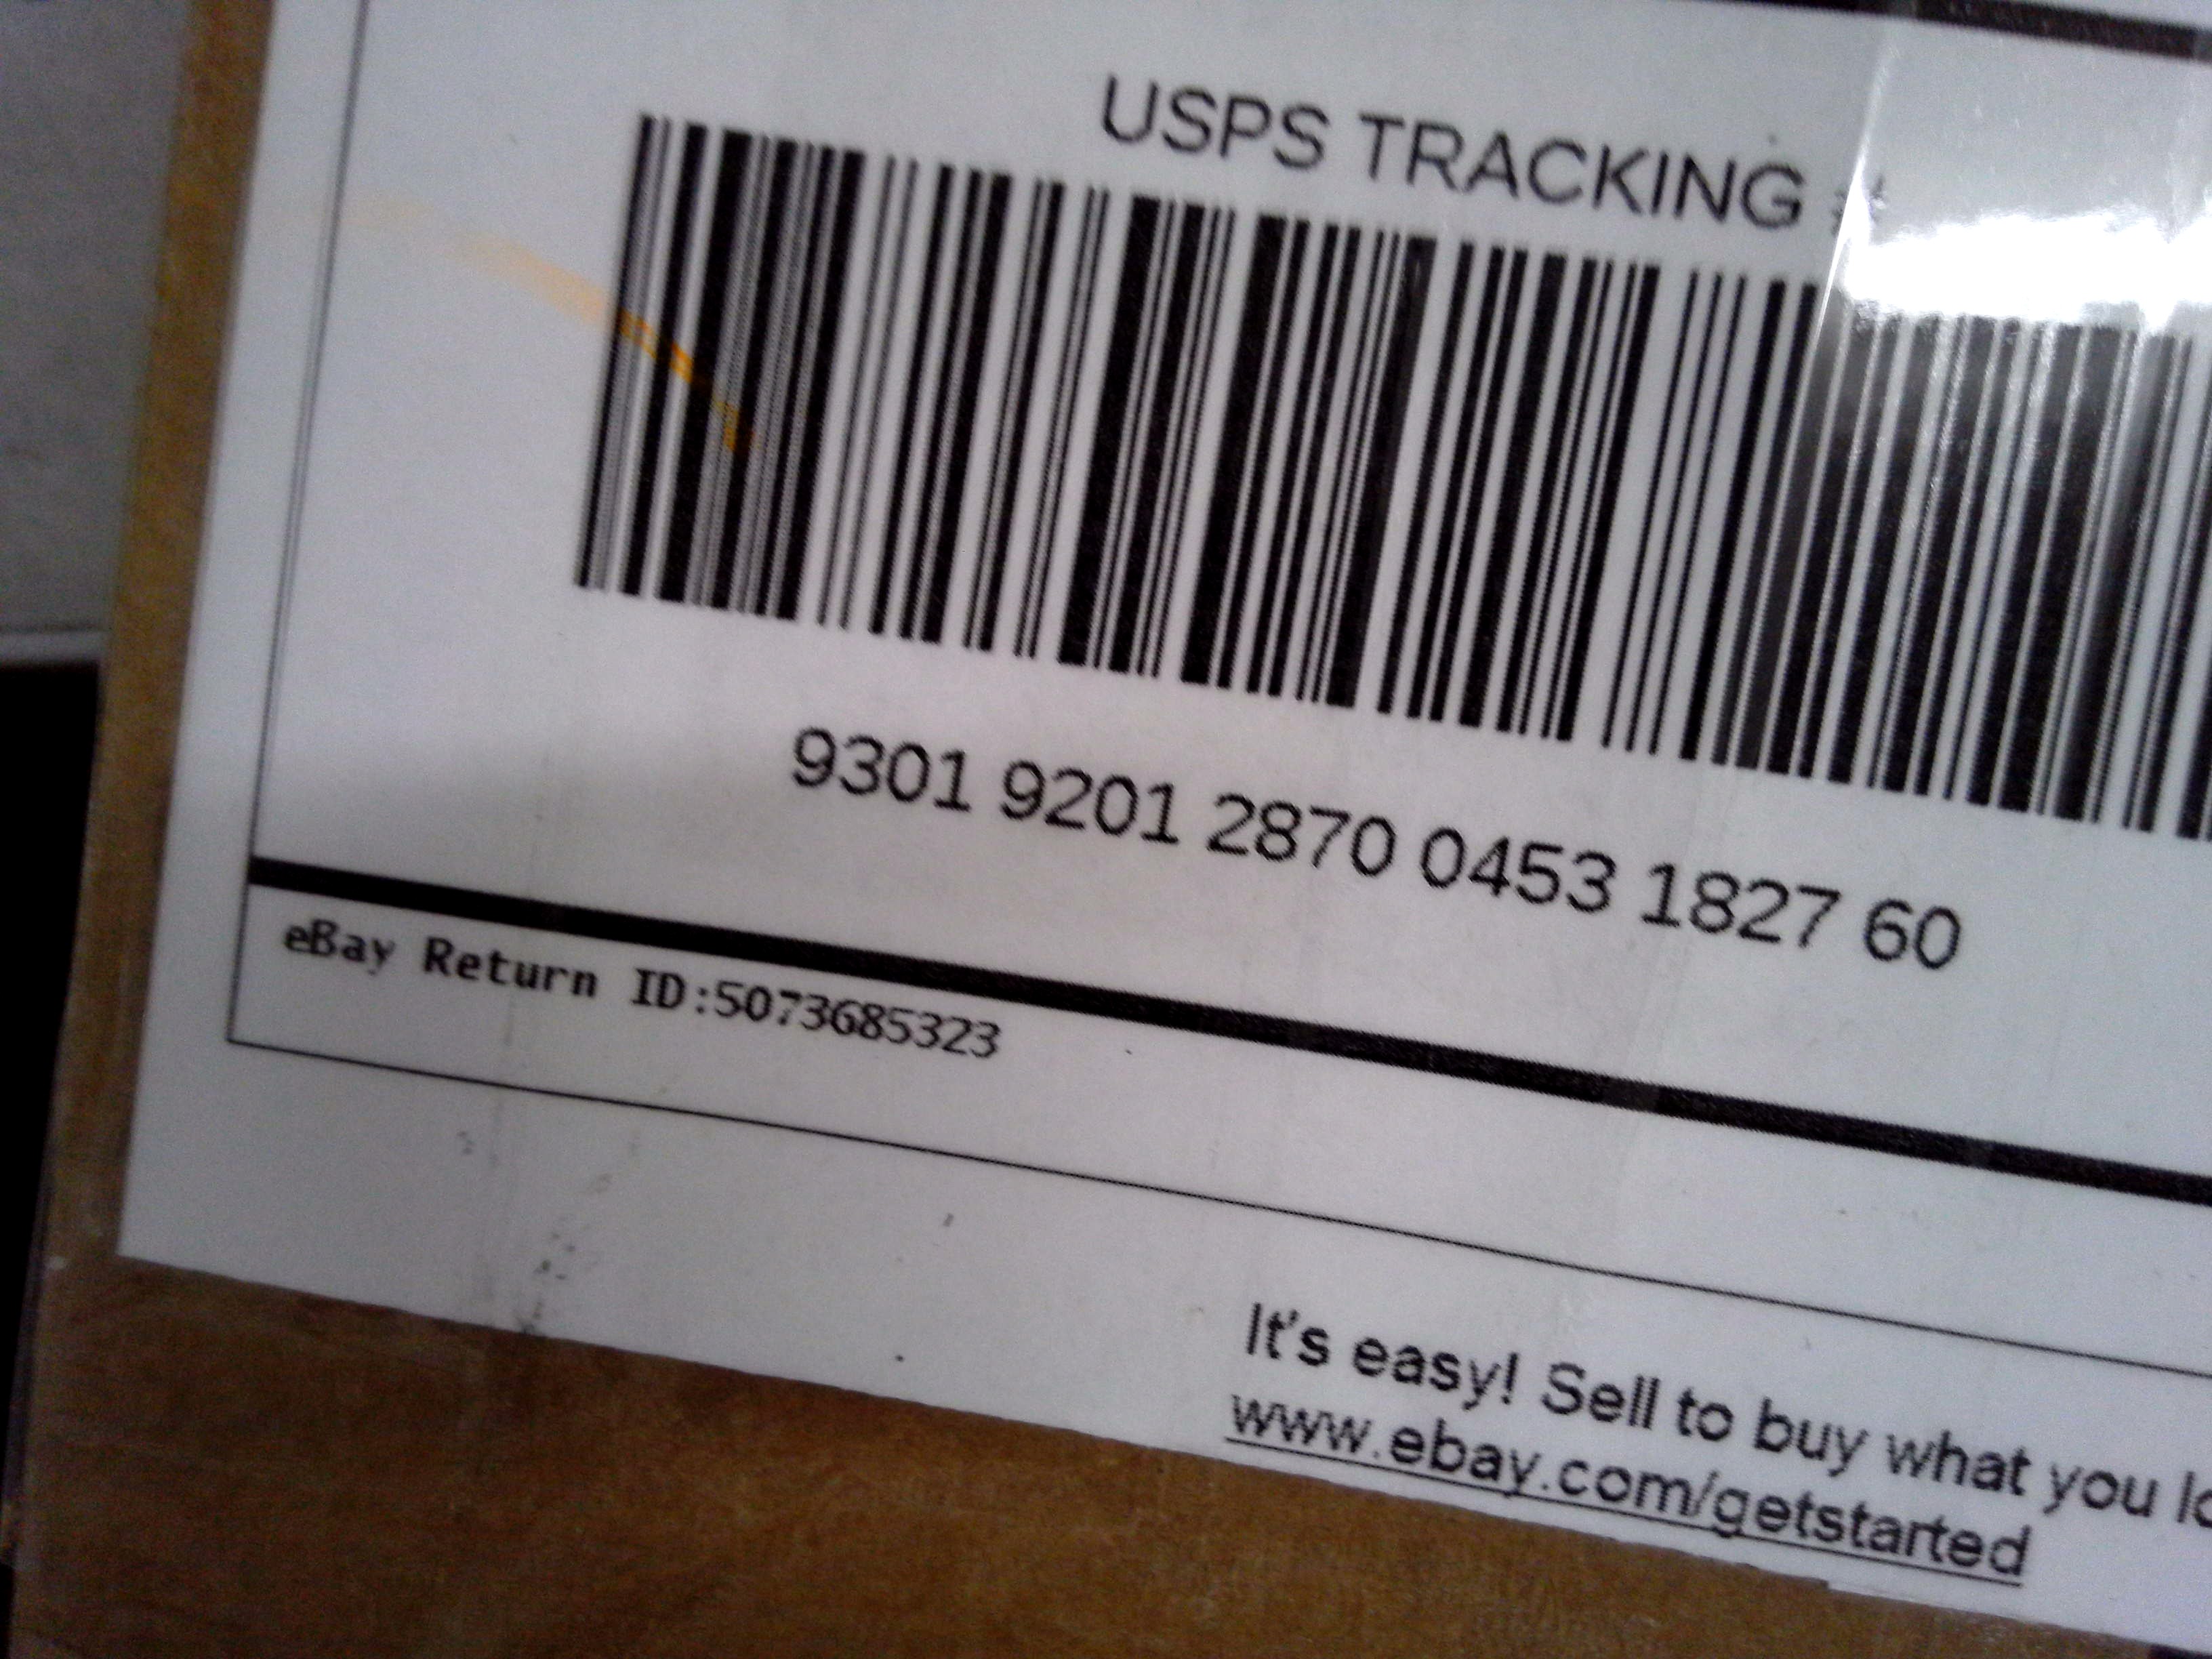 USPS TRACKING #
9301 9201 2870 0453 1827 60
eBay Return ID:5073685323
It's easy! Sell to buy what you
www.ebay.com/getstarted